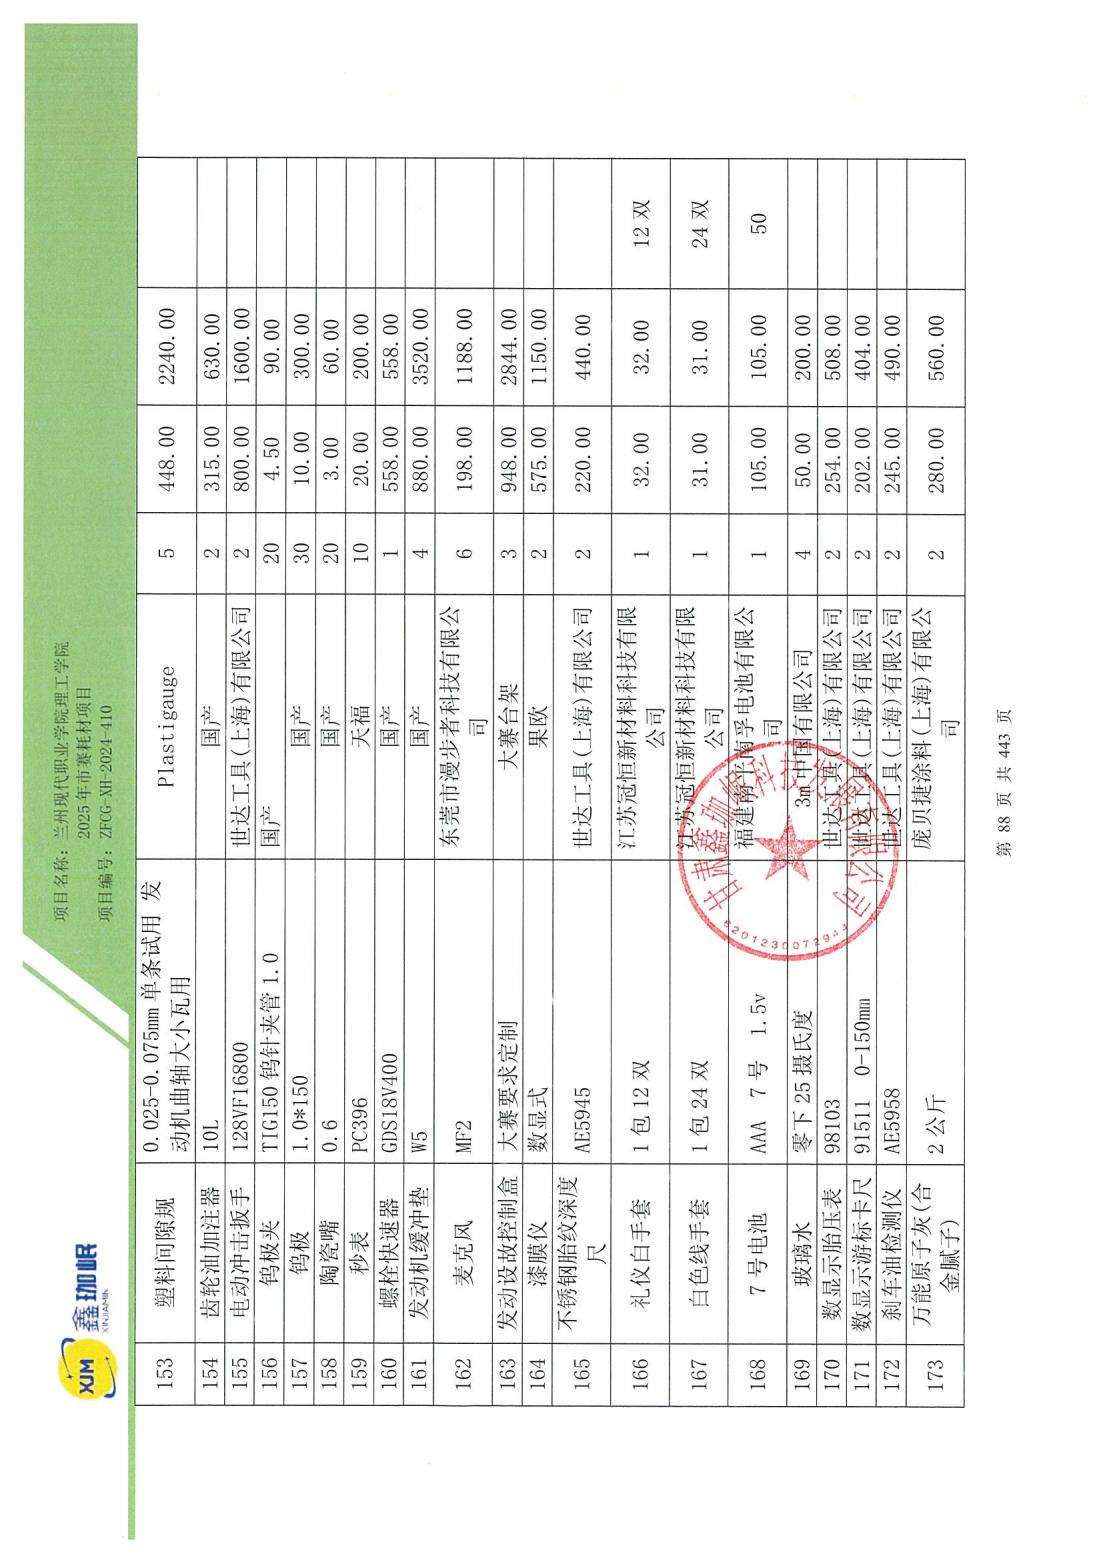 XJM
鑫珈岷
XINJIAMIN
项目名称：兰州现代职业学院理工学院
2025年市赛耗材项目
项目编号：ZFCG-XH-2024-410
153 塑料间隙规 0.025-0.075mm 单条试用 发 Plastigauge 5 448.00 2240.00
动机曲轴大小瓦用
154 齿轮油加注器 10L 国产 2 315.00 630.00
155 电动冲击扳手 128VF16800 世达工具(上海)有限公司 2 800.00 1600.00
156 钨极夹 TIG150 钨针夹管 1.0 国产 20 4.50 90.00
157 钨极 1.0*150 国产 30 10.00 300.00
158 陶瓷嘴 0.6 国产 20 3.00 60.00
159 秒表 PC396 天福 10 20.00 200.00
160 螺栓快速器 GDS18V400 国产 1 558.00 558.00
161 发动机缓冲垫 W5 国产 4 880.00 3520.00
162 麦克风 MF2 东莞市漫步者科技有限公 6 198.00 1188.00
司
163 发动设故控制盒 大赛要求定制 大赛台架 3 948.00 2844.00
164 漆膜仪 数显式 果欧 2 575.00 1150.00
165 不锈钢胎纹深度 AE5945 世达工具(上海)有限公司 2 220.00 440.00
尺
166 礼仪白手套 1包12双 江苏冠恒新材料科技有限 1 32.00 32.00 12双
公司
167 白色线手套 1包24双 江苏冠恒新材料科技有限 1 31.00 31.00 24双
公司
168 7号电池 AAA 7号 1.5v 福建南平南孚电池有限公 1 105.00 105.00 50
司
169 玻璃水 零下25摄氏度 3m中国有限公司 4 50.00 200.00
170 数显示胎压表 98103 世达工具(上海)有限公司 2 254.00 508.00
171 数显示游标卡尺 91511 0-150mm 世达工具(上海)有限公司 2 202.00 404.00
172 刹车油检测仪 AE5958 世达工具(上海)有限公司 2 245.00 490.00
173 万能原子灰(合 2公斤 庞贝捷涂料(上海)有限公 2 280.00 560.00
金腻子) 司
甘肃鑫珈岷科技发展有限公司
6201230072944
第 88 页 共 443 页